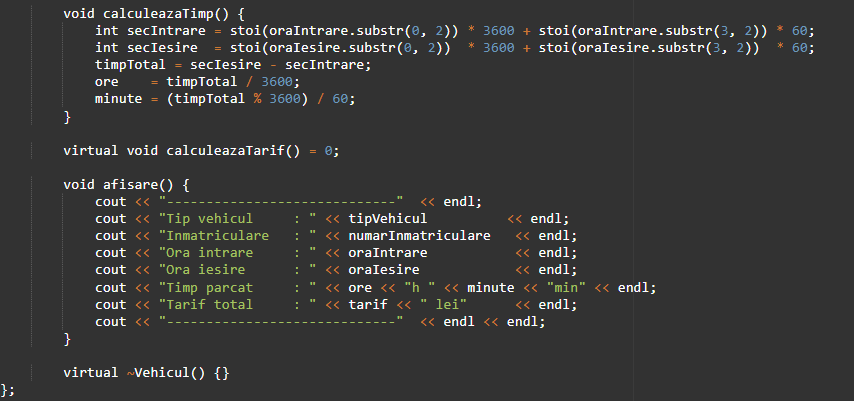 void calculeazaTimp() {
int secIntrare = stoi(oraIntrare.substr(0, 2)) * 3600 + stoi(oraIntrare.substr(3, 2)) * 60;
int secIesire  = stoi(oraIesire.substr(0, 2))  * 3600 + stoi(oraIesire.substr(3, 2))  * 60;
timpTotal = secIesire - secIntrare;
ore    = timpTotal / 3600;
minute = (timpTotal % 3600) / 60;
}
virtual void calculeazaTarif() = 0;
void afisare() {
cout << "-----------------------------"  << endl;
cout << "Tip vehicul     : " << tipVehicul          << endl;
cout << "Inmatriculare   : " << numarInmatriculare   << endl;
cout << "Ora intrare     : " << oraIntrare           << endl;
cout << "Ora iesire      : " << oraIesire            << endl;
cout << "Timp parcat     : " << ore << "h " << minute << "min" << endl;
cout << "Tarif total     : " << tarif << " lei"      << endl;
cout << "-----------------------------"  << endl << endl;
}
virtual ~Vehicul() {}
};